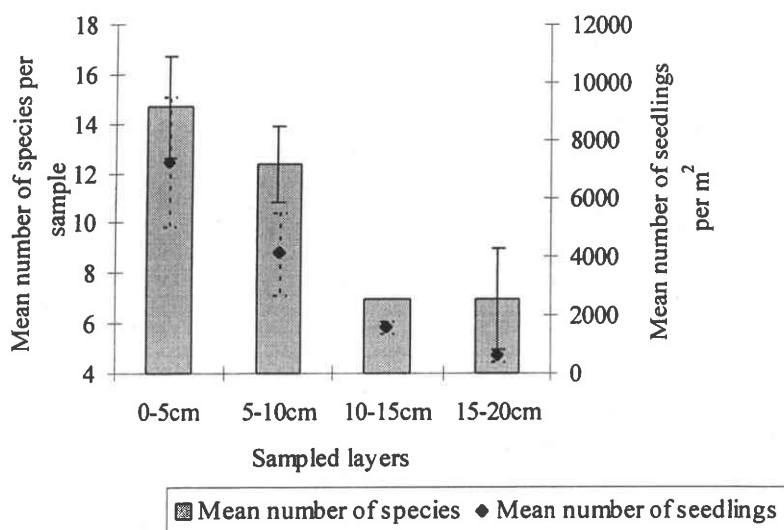 Mean number of species per
sample
18
16
14
12
10
8
6
4
12000
10000
8000
6000
4000
2000
0
Mean number of seedlings
per m²
0-5cm 5-10cm 10-15cm 15-20cm
Sampled layers
Mean number of species Mean number of seedlings